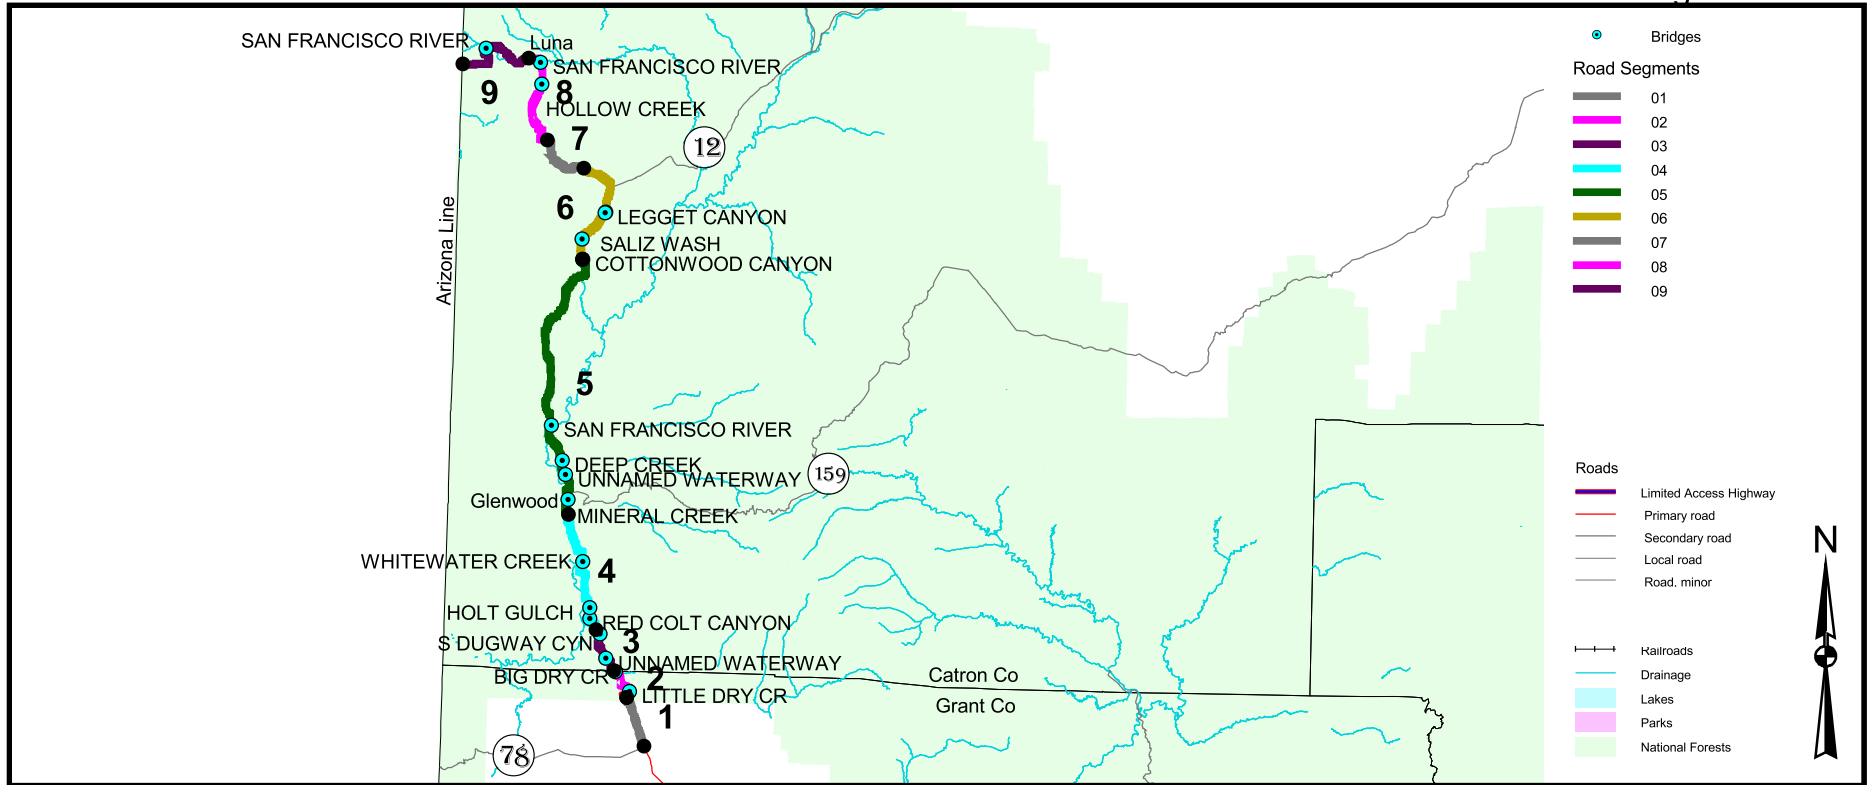 SAN FRANCISCO RIVER
Luna
SAN FRANCISCO RIVER
9
8
HOLLOW CREEK
7
12
6
LEGGET CANYON
SALIZ WASH
COTTONWOOD CANYON
Arizona Line
5
SAN FRANCISCO RIVER
DEEP CREEK
UNNAMED WATERWAY
159
Glenwood
MINERAL CREEK
WHITEWATER CREEK
4
HOLT GULCH
RED COLT CANYON
S DUGWAY CYN
3
UNNAMED WATERWAY
BIG DRY CR
2
LITTLE DRY CR
Catron Co
Grant Co
1
78
Bridges
Road Segments
01
02
03
04
05
06
07
08
09
Roads
Limited Access Highway
Primary road
Secondary road
Local road
Road, minor
Railroads
Drainage
Lakes
Parks
National Forests
N